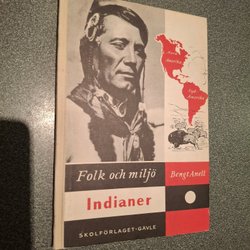 Nord
Amerika
Syd
Amerika
Folk och miljö
Bengt Anell
Indianer
SKOLFÖRLAGET-GÄVLE